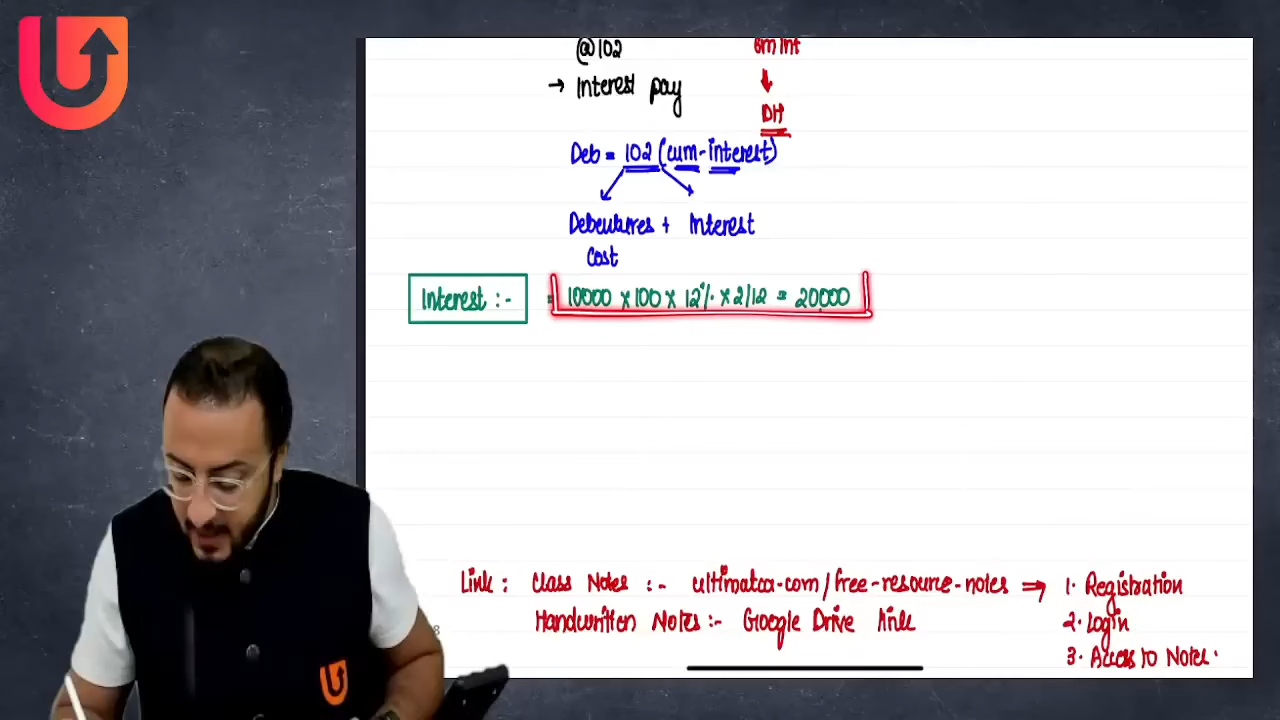 @102
6m int
→ Interest pay
↓
DH
Deb = 102 (cum-interest)
Debentures + Interest
Cost
Interest :- = 10000 × 100 × 12% × 2/12 = 20000
Link : Class Notes :- ultimateca.com/free-resource-notes ⇒ 1. Registration
Handwritten Notes :- Google Drive link 2. Login
3. Access to Notes.